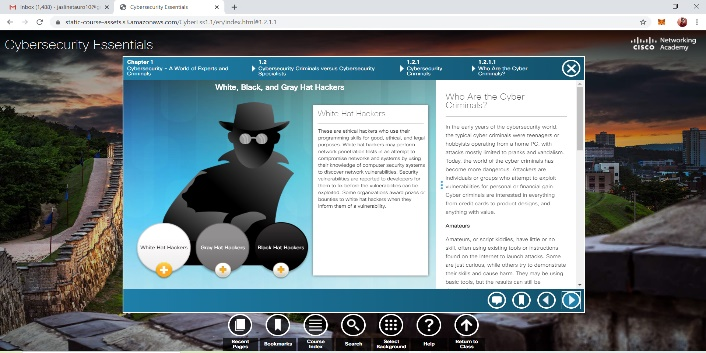 Cybersecurity Essentials
static-course-assets.s3.amazonaws.com/CyberEss1.1/en/index.html#1.2.1.1
Cybersecurity Essentials
Networking
CISCO Academy
Chapter 1
Cybersecurity - A World of Experts and
Criminals
1.2
Cybersecurity Criminals versus Cybersecurity
Specialists
1.2.1
Cybersecurity
Criminals
1.2.1.1
Who Are the Cyber
Criminals?
White, Black, and Gray Hat Hackers
White Hat Hackers
These are ethical hackers who use their
programming skills for good, ethical, and legal
purposes. White hat hackers may perform
network penetration tests in an attempt to
compromise networks and systems by using
their knowledge of computer security systems
to discover network vulnerabilities. Security
vulnerabilities are reported to developers for
them to fix before the vulnerabilities can be
exploited. Some organizations award prizes or
bounties to white hat hackers when they
inform them of a vulnerability.
White Hat Hackers
Gray Hat Hackers
Black Hat Hackers
Who Are the Cyber
Criminals?
In the early years of the cybersecurity world,
the typical cyber criminals were teenagers or
hobbyists operating from a home PC, with
attacks mostly limited to pranks and vandalism.
Today, the world of the cyber criminals has
become more dangerous. Attackers are
individuals or groups who attempt to exploit
vulnerabilities for personal or financial gain.
Cyber criminals are interested in everything
from credit cards to product designs, and
anything with value.
Amateurs
Amateurs, or script kiddies, have little or no
skill, often using existing tools or instructions
found on the Internet to launch attacks. Some
are just curious, while others try to demonstrate
their skills and cause harm. They may be using
basic tools, but the results can still be
Recent
Pages
Bookmarks
Course
Index
Search
Select
Background
Help
Return to
Class